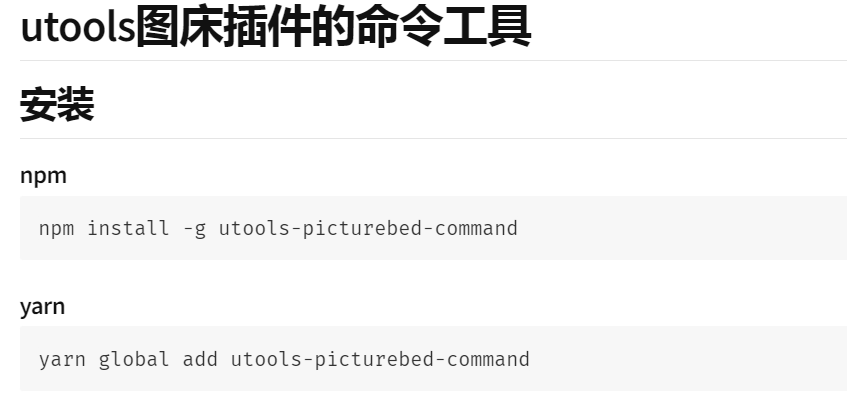 utools图床插件的命令工具
安装
npm
npm install -g utools-picturebed-command
yarn
yarn global add utools-picturebed-command